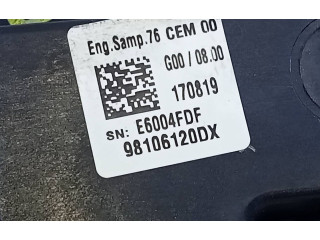 Eng.Samp.76 CEM 00
G00 / 08.00
170819
SN: E6004FDF
98106120DX